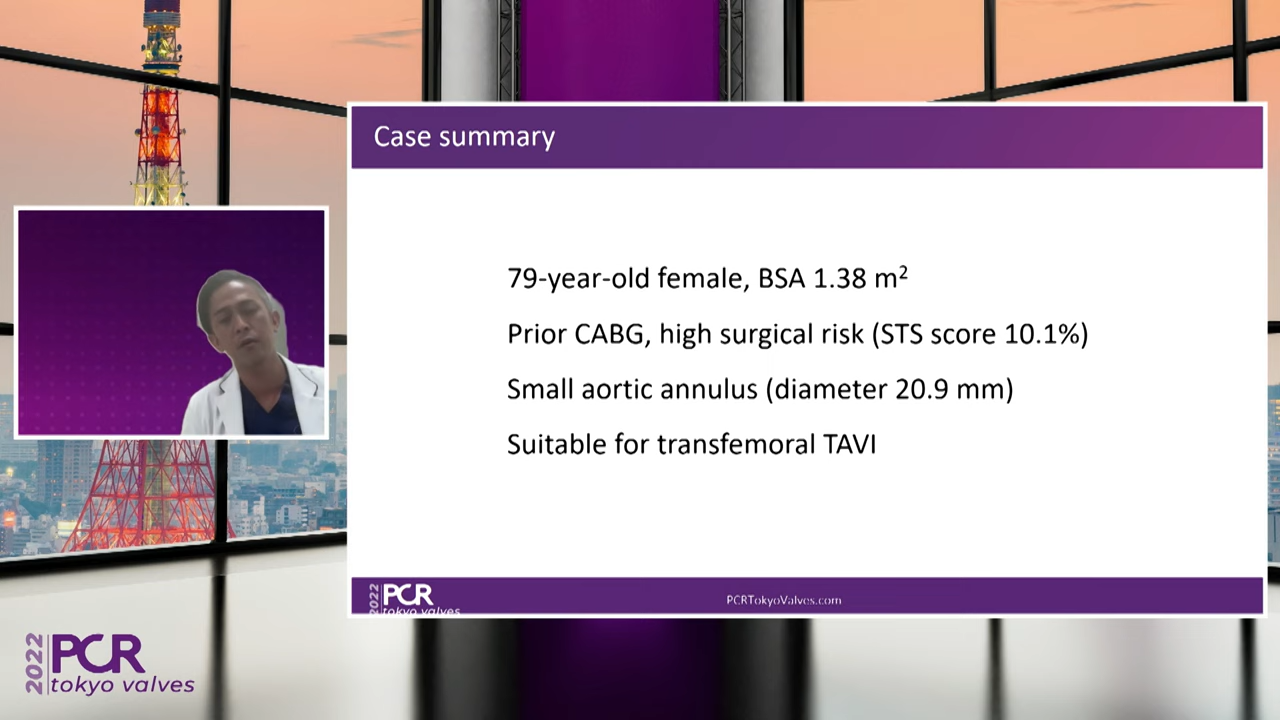 Case summary
79-year-old female, BSA 1.38 m²
Prior CABG, high surgical risk (STS score 10.1%)
Small aortic annulus (diameter 20.9 mm)
Suitable for transfemoral TAVI
2022 PCR
tokyo valves
PCRTokyoValves.com
2022 PCR
tokyo valves